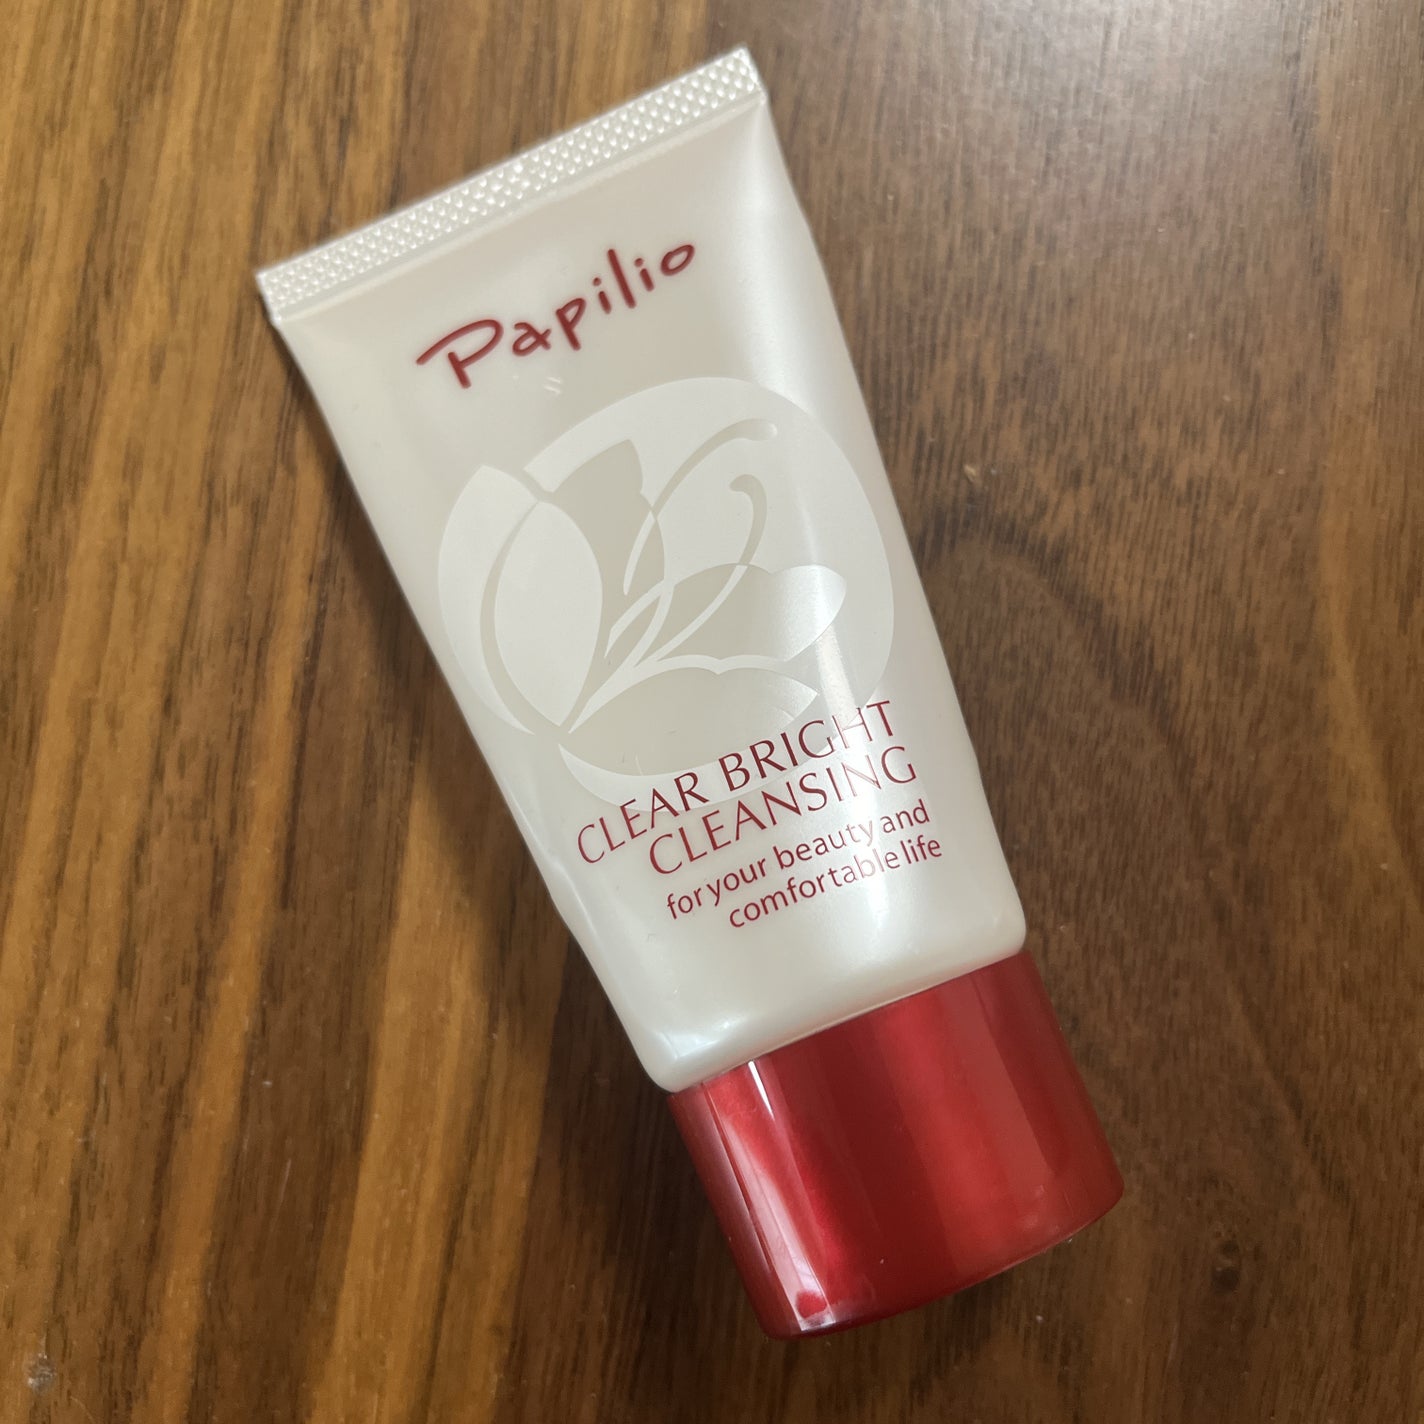 Papilio
CLEAR BRIGHT
CLEANSING
for your beauty and
comfortable life